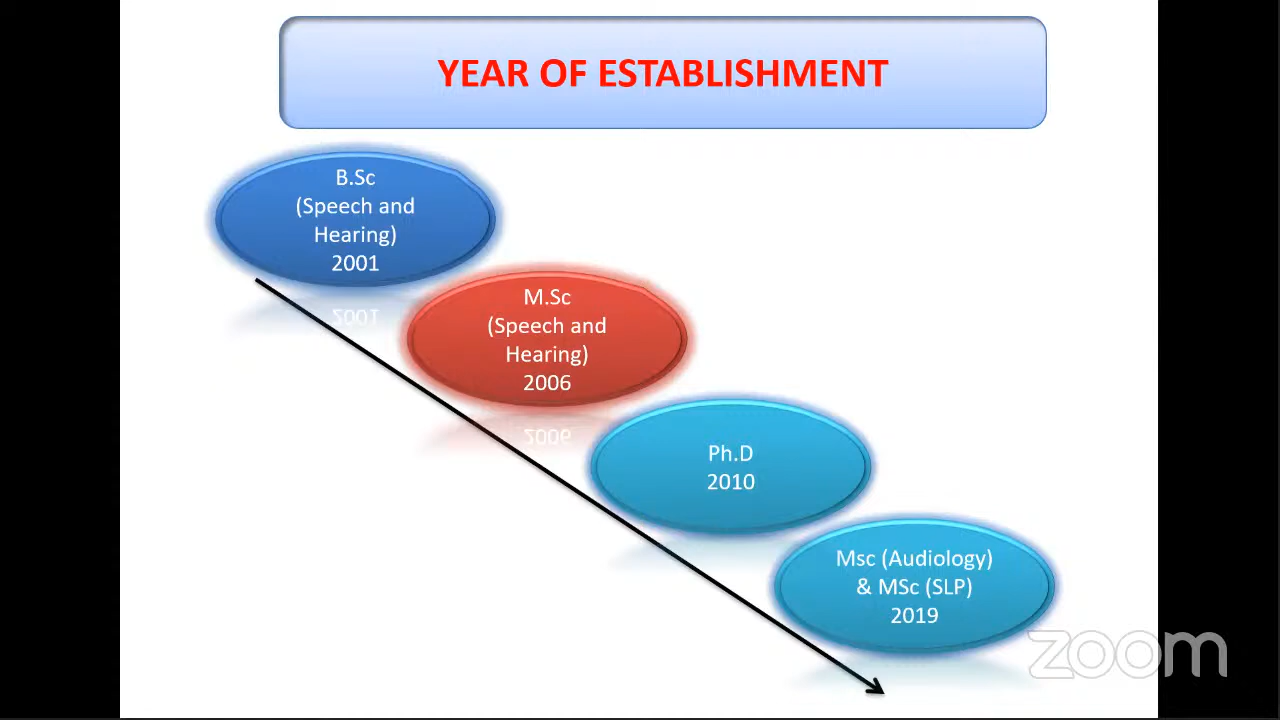 YEAR OF ESTABLISHMENT
B.Sc
(Speech and
Hearing)
2001
M.Sc
(Speech and
Hearing)
2006
Ph.D
2010
Msc (Audiology)
& MSc (SLP)
2019
zoom